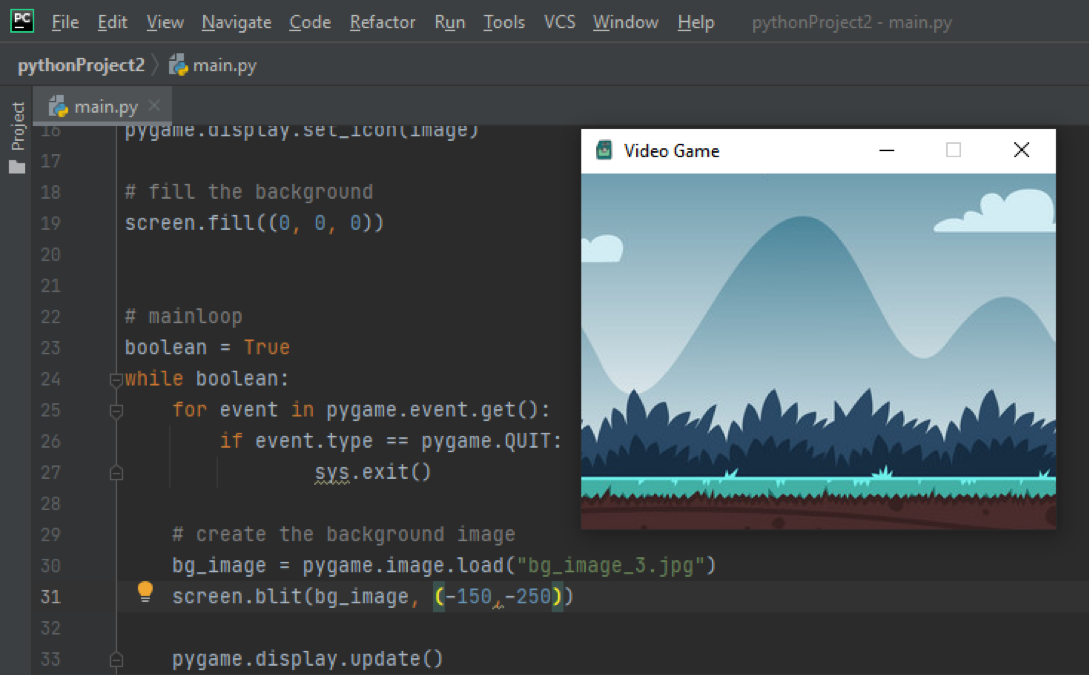 PC File Edit View Navigate Code Refactor Run Tools VCS Window Help pythonProject2 - main.py
pythonProject2 main.py
Project
main.py
16 pygame.display.set_icon(image)
17
18 # fill the background
19 screen.fill((0, 0, 0))
20
21
22 # mainloop
23 boolean = True
24 while boolean:
25 for event in pygame.event.get():
26 if event.type == pygame.QUIT:
27 sys.exit()
28
29 # create the background image
30 bg_image = pygame.image.load("bg_image_3.jpg")
31 screen.blit(bg_image, (-150,-250))
32
33 pygame.display.update()
Video Game